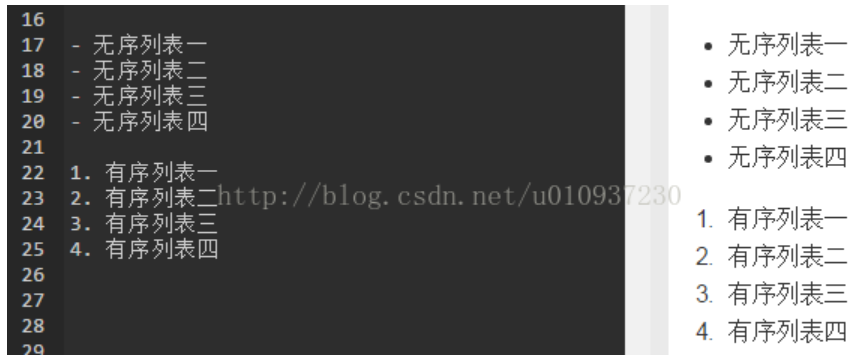 16
17 - 无序列表一
18 - 无序列表二
19 - 无序列表三
20 - 无序列表四
21
22 1. 有序列表一
23 2. 有序列表二
24 3. 有序列表三
25 4. 有序列表四
26
27
28
29
http://blog.csdn.net/u010937230
• 无序列表一
• 无序列表二
• 无序列表三
• 无序列表四
1. 有序列表一
2. 有序列表二
3. 有序列表三
4. 有序列表四